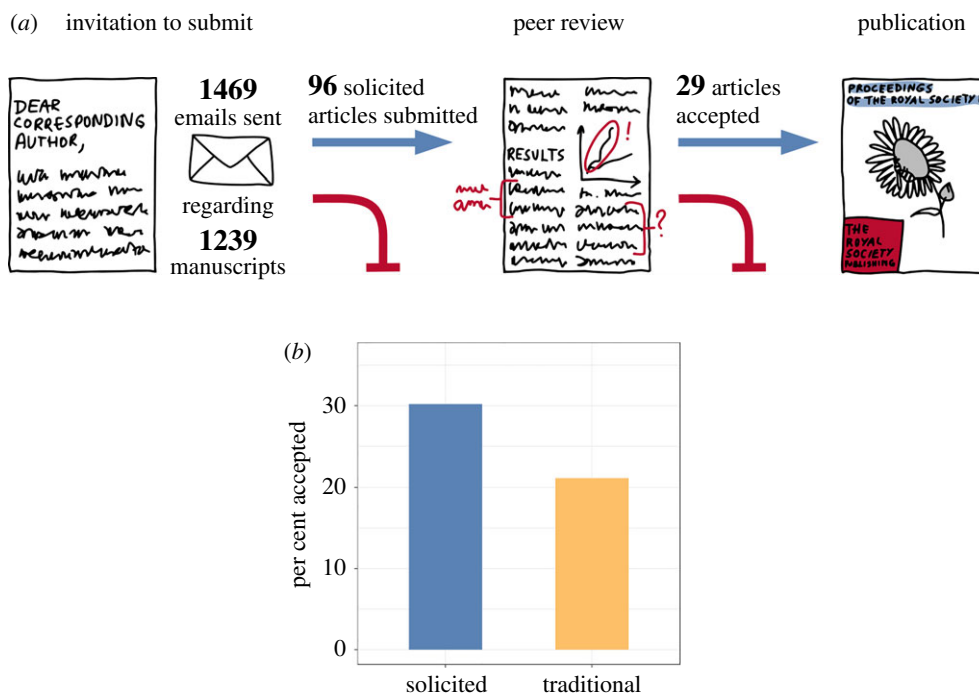 (a) invitation to submit peer review publication
DEAR
CORRESPONDING
AUTHOR,
1469
emails sent
regarding
1239
manuscripts
96 solicited
articles submitted
RESULTS
!
?
29 articles
accepted
PROCEEDINGS
OF THE ROYAL SOCIETY
THE
ROYAL
SOCIETY
PUBLISHING
(b)
per cent accepted
30
20
10
0
solicited traditional